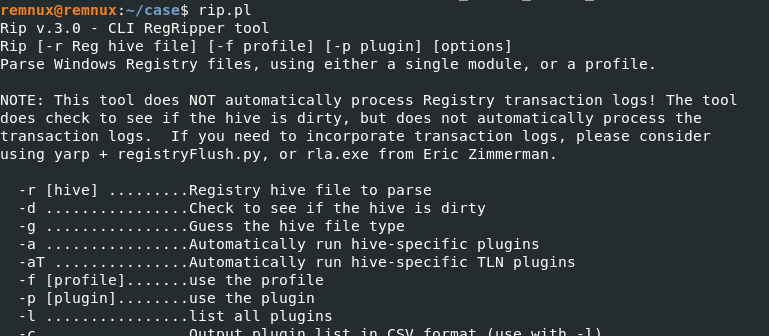 remnux@remnux:~/case$ rip.pl
Rip v.3.0 - CLI RegRipper tool
Rip [-r Reg hive file] [-f profile] [-p plugin] [options]
Parse Windows Registry files, using either a single module, or a profile.

NOTE: This tool does NOT automatically process Registry transaction logs! The tool
does check to see if the hive is dirty, but does not automatically process the
transaction logs.  If you need to incorporate transaction logs, please consider
using yarp + registryFlush.py, or rla.exe from Eric Zimmerman.

  -r [hive] .........Registry hive file to parse
  -d ................Check to see if the hive is dirty
  -g ................Guess the hive file type
  -a ................Automatically run hive-specific plugins
  -aT ...............Automatically run hive-specific TLN plugins
  -f [profile].......use the profile
  -p [plugin]........use the plugin
  -l ................list all plugins
  -c ................Output plugin list in CSV format (use with -l)